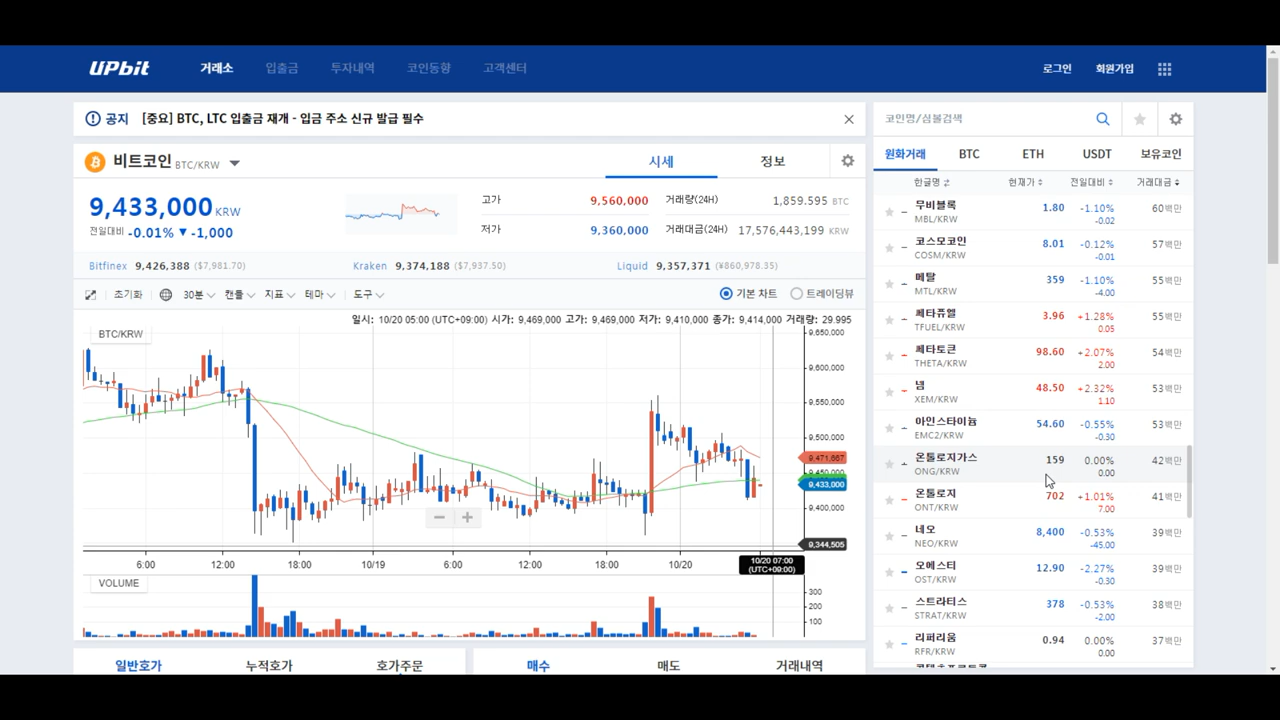 UPbit 거래소 입출금 투자내역 코인동향 고객센터 로그인 회원가입
공지 [중요] BTC, LTC 입출금 재개 - 입금 주소 신규 발급 필수
비트코인 BTC/KRW 시세 정보
9,433,000 KRW
전일대비 -0.01% ▼ -1,000
고가 9,560,000 거래량(24H) 1,859.595 BTC
저가 9,360,000 거래대금(24H) 17,576,443,199 KRW
Bitfinex 9,426,388 ($7,981.70) Kraken 9,374,188 ($7,937.50) Liquid 9,357,371 (¥860,978.35)
초기화 30분 캔들 지표 테마 도구 기본 차트 트레이딩뷰
일시: 10/20 05:00 (UTC+09:00) 시가: 9,469,000 고가: 9,469,000 저가: 9,410,000 종가: 9,414,000 거래량: 29.995
BTC/KRW
9,650,000
9,600,000
9,550,000
9,500,000
9,471,667
9,450,000
9,433,000
9,400,000
9,344,505
6:00 12:00 18:00 10/19 6:00 12:00 18:00 10/20
10/20 07:00
(UTC+09:00)
VOLUME
300
200
100
일반호가 누적호가 호가주문 매수 매도 거래내역
코인명/심볼검색
원화거래 BTC ETH USDT 보유코인
한글명 현재가 전일대비 거래대금
무비블록 1.80 -1.10% 60백만
MBL/KRW -0.02
코스모코인 8.01 -0.12% 57백만
COSM/KRW -0.01
메탈 359 -1.10% 55백만
MTL/KRW -4.00
쎄타퓨엘 3.96 +1.28% 55백만
TFUEL/KRW 0.05
쎄타토큰 98.60 +2.07% 54백만
THETA/KRW 2.00
넴 48.50 +2.32% 53백만
XEM/KRW 1.10
아인스타이늄 54.60 -0.55% 53백만
EMC2/KRW -0.30
온톨로지가스 159 0.00% 42백만
ONG/KRW 0.00
온톨로지 702 +1.01% 41백만
ONT/KRW 7.00
네오 8,400 -0.53% 39백만
NEO/KRW -45.00
오에스티 12.90 -2.27% 39백만
OST/KRW -0.30
스트라티스 378 -0.53% 38백만
STRAT/KRW -2.00
리퍼리움 0.94 0.00% 37백만
RFR/KRW 0.00